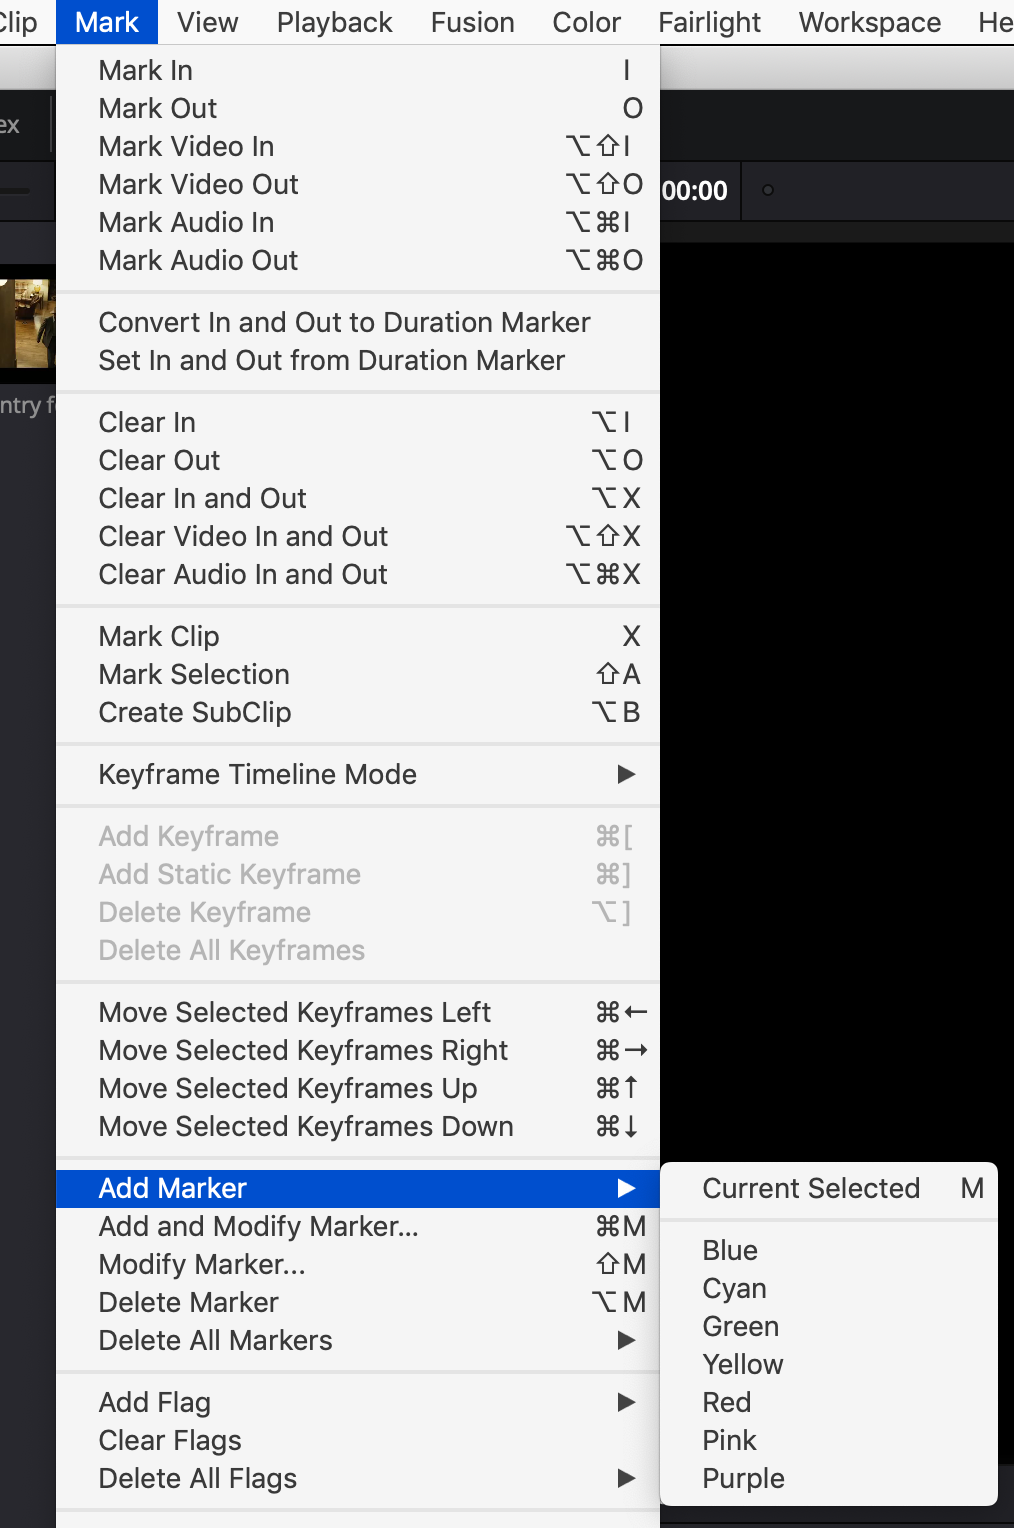 Clip Mark View Playback Fusion Color Fairlight Workspace He
ex
Mark In I
Mark Out O
Mark Video In ⌥⇧I
Mark Video Out ⌥⇧O
00:00
Mark Audio In ⌥⌘I
Mark Audio Out ⌥⌘O
Convert In and Out to Duration Marker
Set In and Out from Duration Marker
ntry f
Clear In ⌥I
Clear Out ⌥O
Clear In and Out ⌥X
Clear Video In and Out ⌥⇧X
Clear Audio In and Out ⌥⌘X
Mark Clip X
Mark Selection ⇧A
Create SubClip ⌥B
Keyframe Timeline Mode ▶
Add Keyframe ⌘[
Add Static Keyframe ⌘]
Delete Keyframe ⌥]
Delete All Keyframes
Move Selected Keyframes Left ⌘←
Move Selected Keyframes Right ⌘→
Move Selected Keyframes Up ⌘↑
Move Selected Keyframes Down ⌘↓
Add Marker ▶
Add and Modify Marker... ⌘M
Modify Marker... ⇧M
Delete Marker ⌥M
Delete All Markers ▶
Add Flag ▶
Clear Flags
Delete All Flags ▶
Current Selected M
Blue
Cyan
Green
Yellow
Red
Pink
Purple